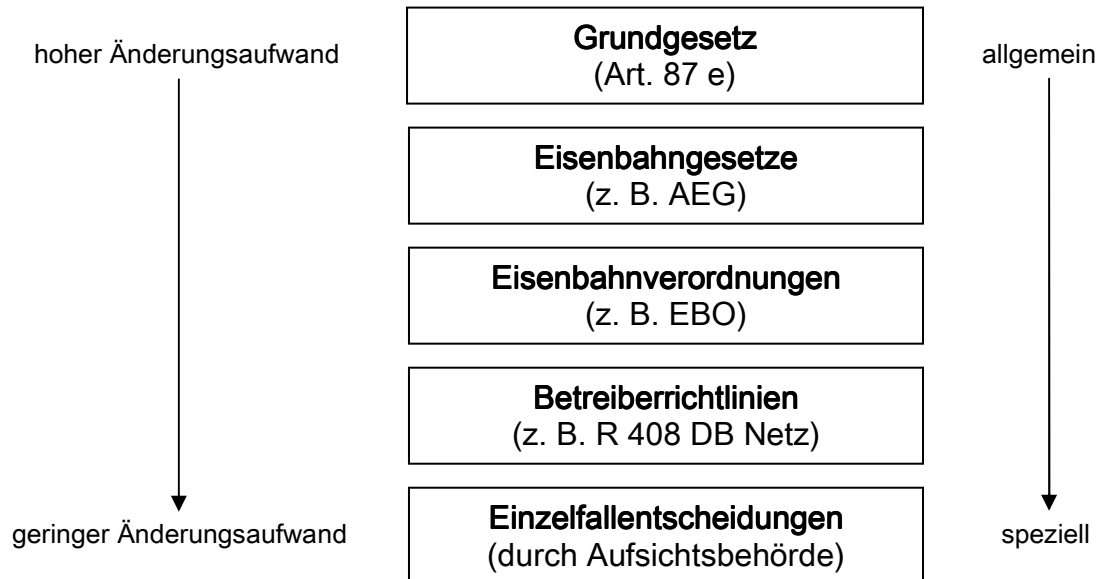 Grundgesetz
(Art. 87 e)
hoher Änderungsaufwand
allgemein
Eisenbahngesetze
(z. B. AEG)
Eisenbahnverordnungen
(z. B. EBO)
Betreiberrichtlinien
(z. B. R 408 DB Netz)
Einzelfallentscheidungen
(durch Aufsichtsbehörde)
geringer Änderungsaufwand
speziell